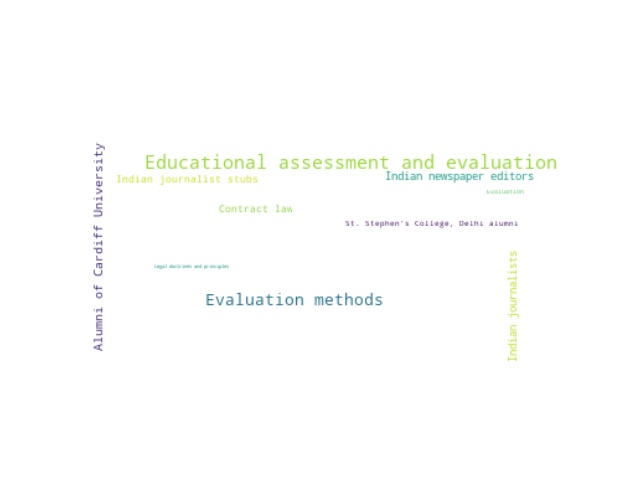 Educational assessment and evaluation
Indian journalist stubs
Indian newspaper editors
evaluation
Contract law
St. Stephen's College, Delhi alumni
Legal doctrines and principles
Evaluation methods
Alumni of Cardiff University
Indian journalists